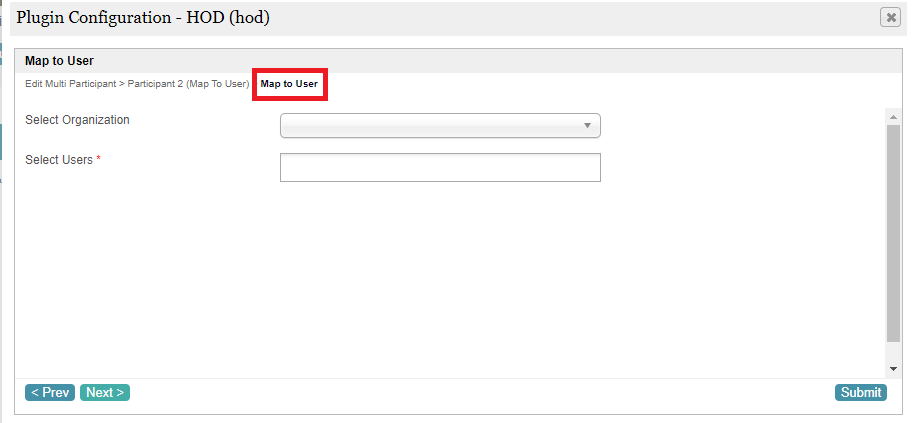 Plugin Configuration - HOD (hod)
Map to User
Edit Multi Participant > Participant 2 (Map To User) Map to User
Select Organization
Select Users *
< Prev Next > Submit